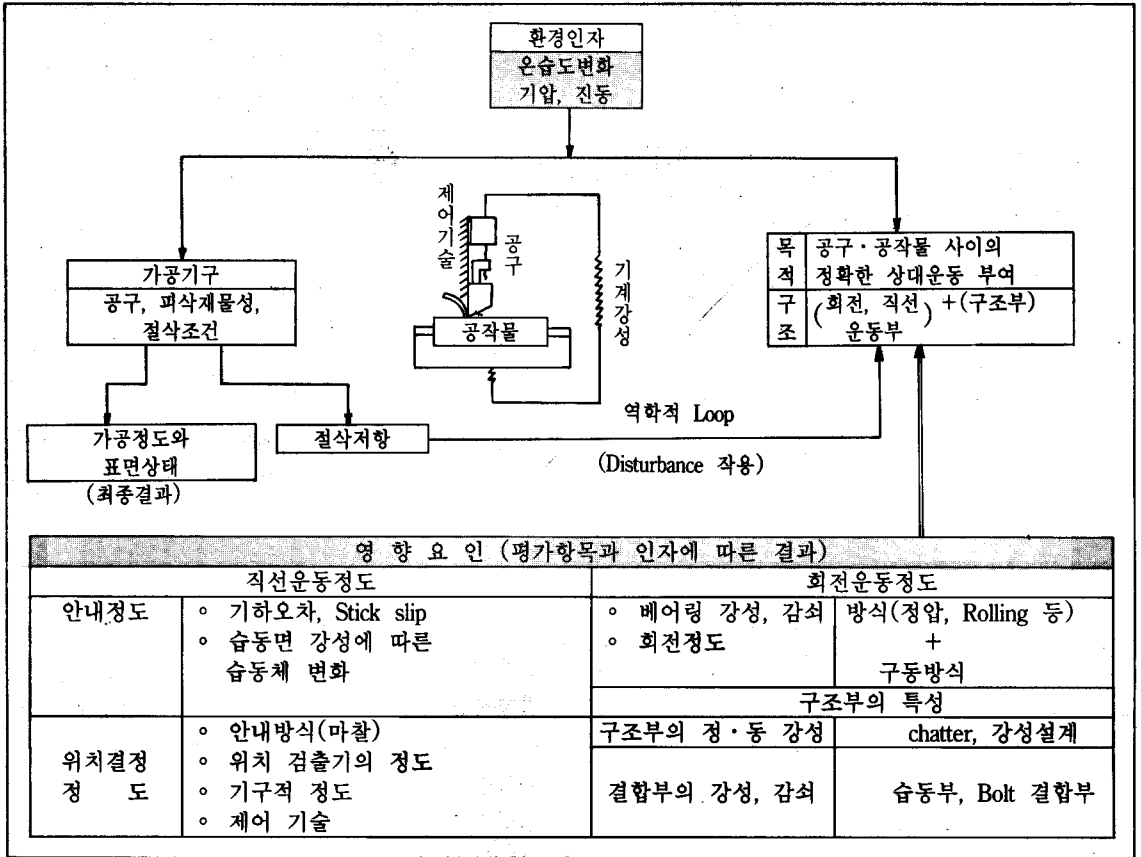 환경인자
온습도변화
기압, 진동
제어기술
공구
기계강성
공작물
가공기구
공구, 피삭재물성,
절삭조건
목적
공구·공작물 사이의
정확한 상대운동 부여
구조
(회전, 직선 운동부) +(구조부)
가공정도와
표면상태
(최종결과)
절삭저항
역학적 Loop
(Disturbance 작용)
영 향 요 인 (평가항목과 인자에 따른 결과)
직선운동정도
안내정도
◦ 기하오차, Stick slip
◦ 습동면 강성에 따른
습동체 변화
위치결정
정 도
◦ 안내방식(마찰)
◦ 위치 검출기의 정도
◦ 기구적 정도
◦ 제어 기술
회전운동정도
◦ 베어링 강성, 감쇠
◦ 회전정도
방식(정압, Rolling 등)
+
구동방식
구조부의 특성
구조부의 정·동 강성
chatter, 강성설계
결합부의 강성, 감쇠
습동부, Bolt 결합부